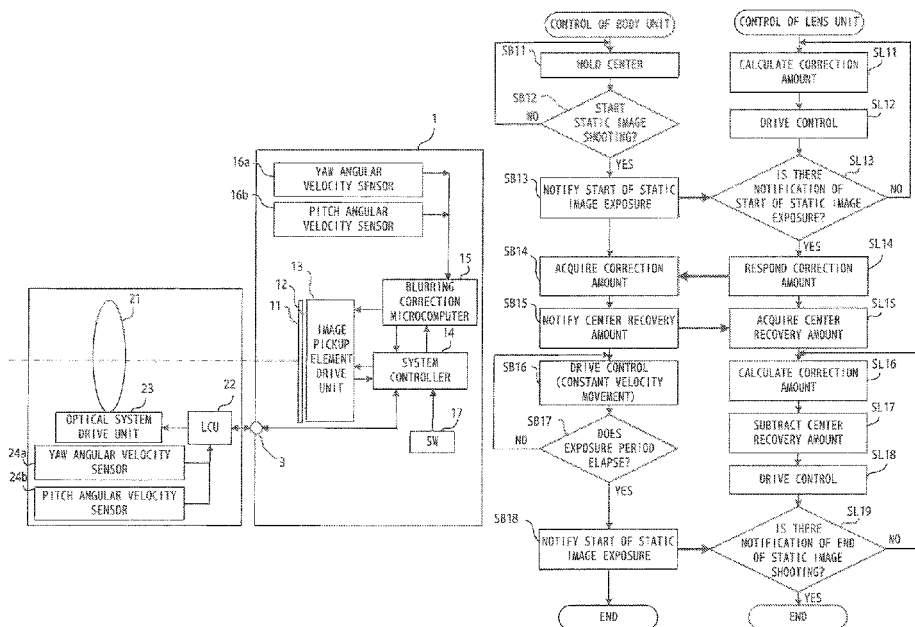 1
16a
YAW ANGULAR
VELOCITY SENSOR
16b
PITCH ANGULAR
VELOCITY SENSOR
15
13
12
11
BLURRING
CORRECTION
MICROCOMPUTER
IMAGE
PICKUP
ELEMENT
DRIVE
UNIT
14
SYSTEM
CONTROLLER
17
SW
21
23
22
OPTICAL SYSTEM
DRIVE UNIT
LCU
3
24a
YAW ANGULAR VELOCITY
SENSOR
24b
PITCH ANGULAR VELOCITY
SENSOR
CONTROL OF BODY UNIT
SB11
HOLD CENTER
SB12
START
STATIC IMAGE
SHOOTING?
NO
YES
SB13
NOTIFY START OF STATIC
IMAGE EXPOSURE
SB14
ACQUIRE CORRECTION
AMOUNT
SB15
NOTIFY CENTER
RECOVERY AMOUNT
SB16
DRIVE CONTROL
(CONSTANT VELOCITY
MOVEMENT)
SB17
DOES
EXPOSURE PERIOD
ELAPSE?
NO
YES
SB18
NOTIFY START OF STATIC
IMAGE EXPOSURE
END
CONTROL OF LENS UNIT
SL11
CALCULATE CORRECTION
AMOUNT
SL12
DRIVE CONTROL
SL13
IS THERE
NOTIFICATION OF
START OF STATIC IMAGE
EXPOSURE?
NO
YES
SL14
RESPOND CORRECTION
AMOUNT
SL15
ACQUIRE CENTER
RECOVERY AMOUNT
SL16
CALCULATE CORRECTION
AMOUNT
SL17
SUBTRACT CENTER
RECOVERY AMOUNT
SL18
DRIVE CONTROL
SL19
IS THERE
NOTIFICATION OF END
OF STATIC IMAGE
SHOOTING?
NO
YES
END